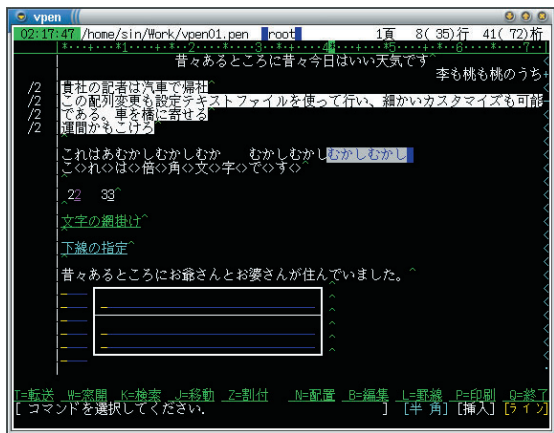 vpen
02:17:47 /home/sin/Work/vpen01.pen root 1頁 8( 35)行 41( 72)桁
*····+····*1····+····*2····+····3·*··+····4*····+····*5····+····*6····+····*7····
昔々あるところに昔々今日はいい天気です^
李も桃も桃のうち+
/2 貴社の記者は汽車で帰社^
/2 この配列変更も設定テキストファイルを使って行い、細かいカスタマイズも可能
/2 である。車を橋に寄せる
/2 運間かもこけろ
これはあむかしむかしむか むかしむかしむかしむかし
こ◇れ◇は◇倍◇角◇文◇字◇で◇す◇
22 33^
文字の網掛け^
下線の指定^
昔々あるところにお爺さんとお婆さんが住んでいました。^
T=転送 W=窓開 K=検索 J=移動 Z=割付 N=配置 B=編集 L=罫線 P=印刷 Q=終了
[ コマンドを選択してください. ] [半 角] [挿入] [ライン]